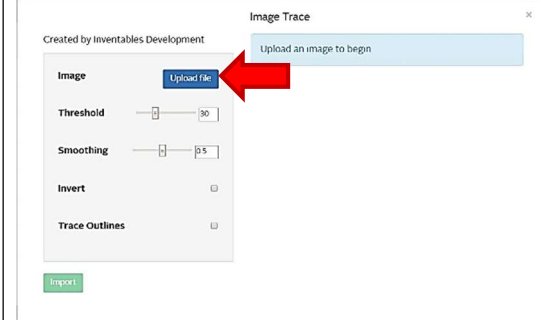 Image Trace
×
Created by Inventables Development
Upload an image to begin
Image
Upload file
Threshold
30
Smoothing
0.5
Invert
Trace Outlines
Import